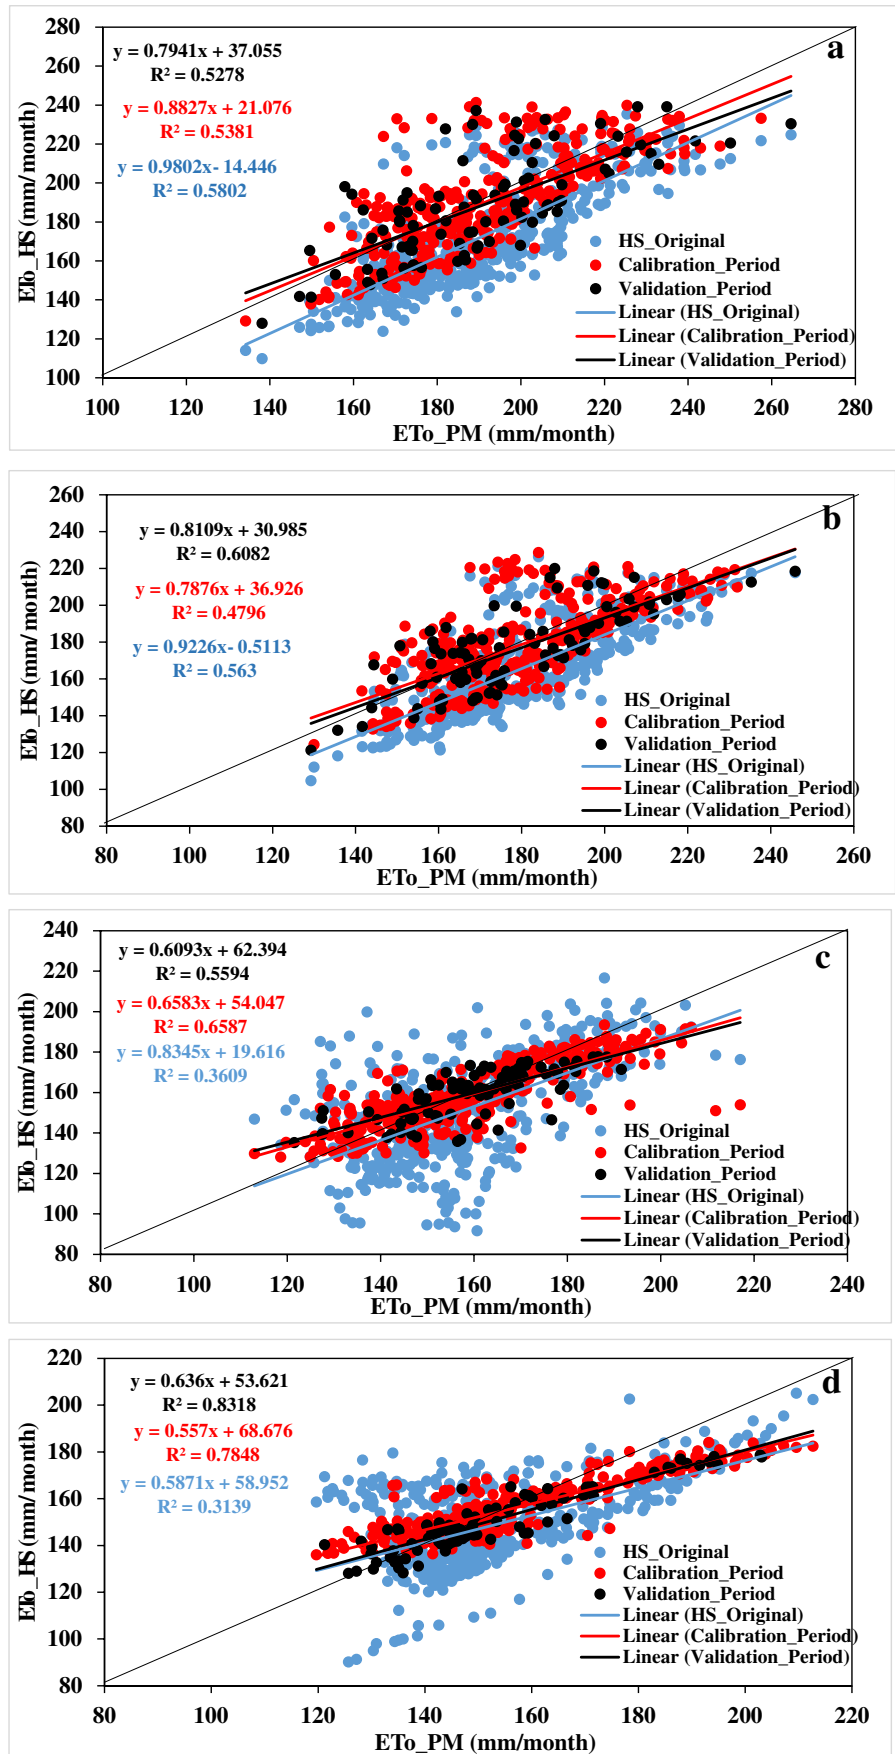 280
260
240
220
200
180
160
140
120
100
ETo_HS (mm/month)
y = 0.7941x + 37.055
R² = 0.5278
y = 0.8827x + 21.076
R² = 0.5381
y = 0.9802x - 14.446
R² = 0.5802
a
HS_Original
Calibration_Period
Validation_Period
Linear (HS_Original)
Linear (Calibration_Period)
Linear (Validation_Period)
100 120 140 160 180 200 220 240 260 280
ETo_PM (mm/month)
260
240
220
200
180
160
140
120
100
80
ETo_HS (mm/month)
y = 0.8109x + 30.985
R² = 0.6082
y = 0.7876x + 36.926
R² = 0.4796
y = 0.9226x - 0.5113
R² = 0.563
b
HS_Original
Calibration_Period
Validation_Period
Linear (HS_Original)
Linear (Calibration_Period)
Linear (Validation_Period)
80 100 120 140 160 180 200 220 240 260
ETo_PM (mm/month)
240
220
200
180
160
140
120
100
80
ETo_HS (mm/month)
y = 0.6093x + 62.394
R² = 0.5594
y = 0.6583x + 54.047
R² = 0.6587
y = 0.8345x + 19.616
R² = 0.3609
c
HS_Original
Calibration_Period
Validation_Period
Linear (HS_Original)
Linear (Calibration_Period)
Linear (Validation_Period)
80 100 120 140 160 180 200 220 240
ETo_PM (mm/month)
220
200
180
160
140
120
100
80
ETo_HS (mm/month)
y = 0.636x + 53.621
R² = 0.8318
y = 0.557x + 68.676
R² = 0.7848
y = 0.5871x + 58.952
R² = 0.3139
d
HS_Original
Calibration_Period
Validation_Period
Linear (HS_Original)
Linear (Calibration_Period)
Linear (Validation_Period)
80 100 120 140 160 180 200 220
ETo_PM (mm/month)